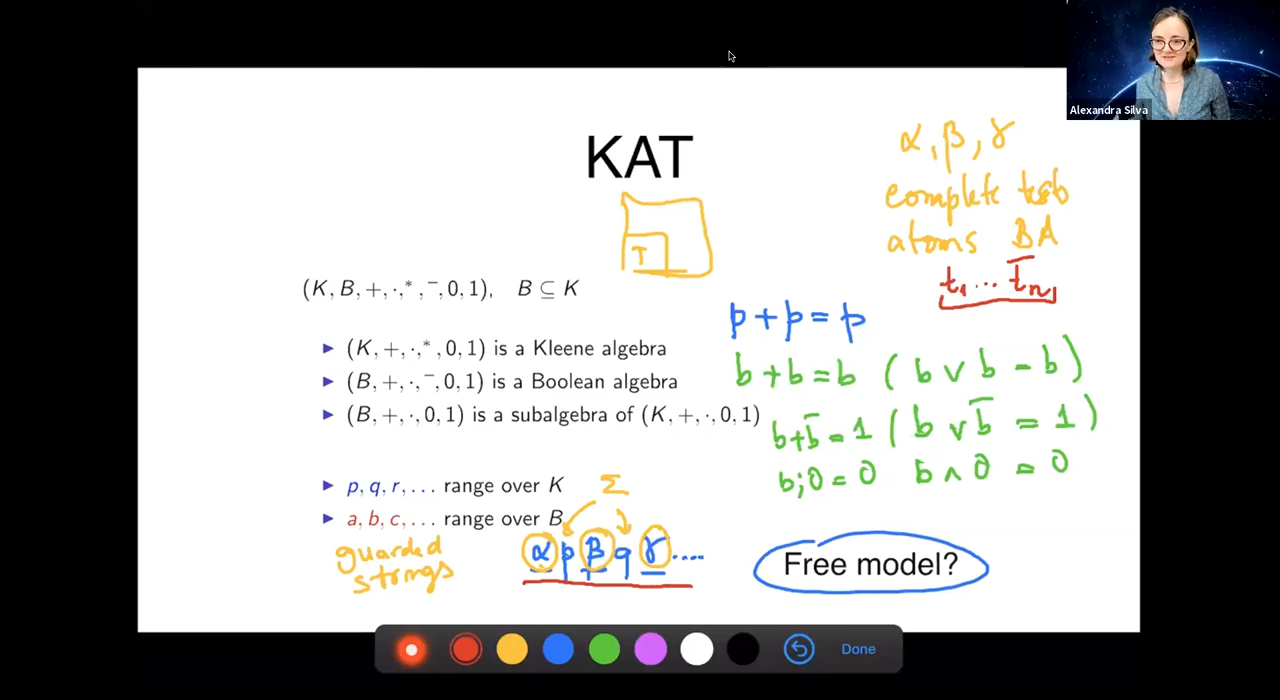 Alexandra Silva
KAT
α, β, γ
complete tests
atoms BA
t₁ ... t̅ₙ
T
(K, B, +, ·, *, ¯, 0, 1), B ⊆ K
p + p = p
▶ (K, +, ·, *, 0, 1) is a Kleene algebra
b + b = b ( b ∨ b = b )
▶ (B, +, ·, ¯, 0, 1) is a Boolean algebra
▶ (B, +, ·, 0, 1) is a subalgebra of (K, +, ·, 0, 1)
b + b̅ = 1 ( b ∨ b̅ = 1 )
b ; 0 = 0 b ∧ 0 = 0
▶ p, q, r, ... range over K
Σ
▶ a, b, c, ... range over B
guarded
strings
α p β q γ ....
Free model?
Done